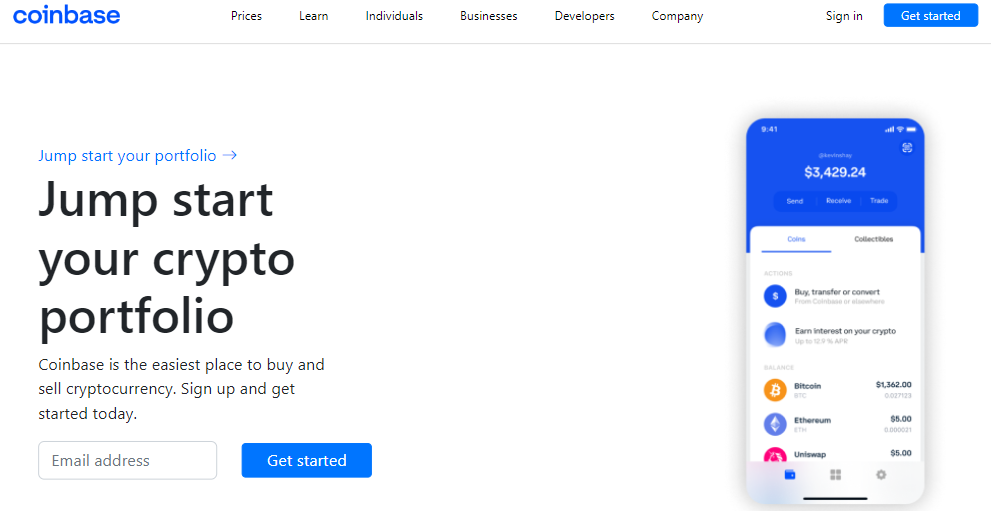 coinbase
Prices Learn Individuals Businesses Developers Company Sign in Get started
Jump start your portfolio →
Jump start
your crypto
portfolio
Coinbase is the easiest place to buy and
sell cryptocurrency. Sign up and get
started today.
Email address Get started
9:41
@kevinshay
$3,429.24
Send Receive Trade
Coins Collectibles
ACTIONS
$ Buy, transfer or convert
From Coinbase or elsewhere
Earn interest on your crypto
Up to 12.9 % APR
BALANCE
Bitcoin $1,362.00
BTC 0.027123
Ethereum $5.00
ETH 0.000021
Uniswap $5.00